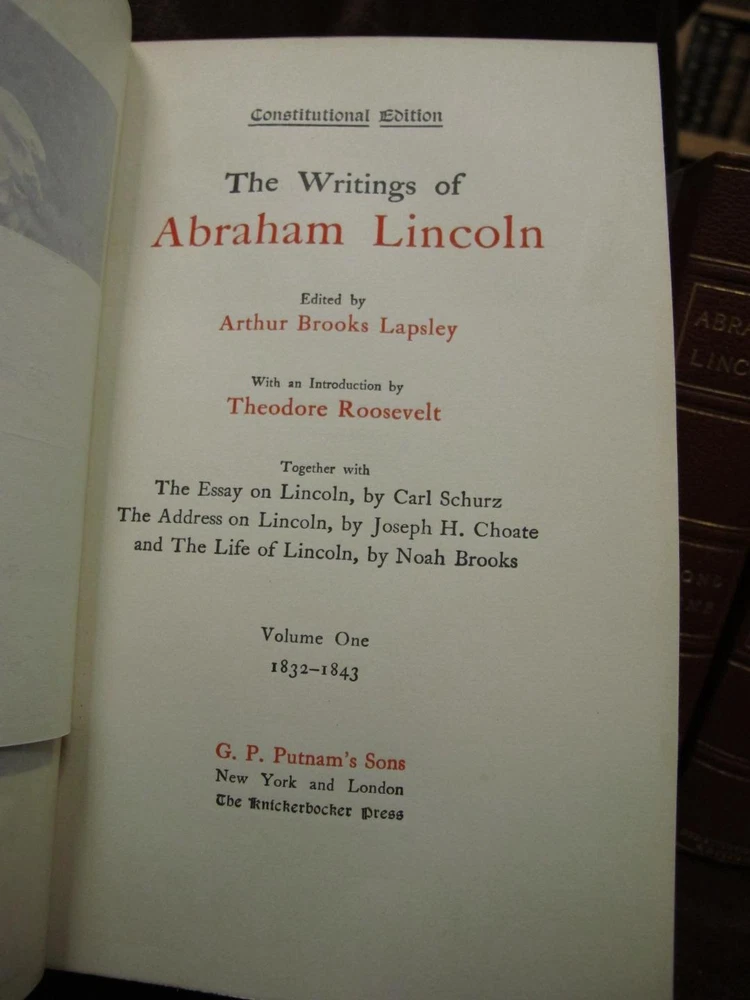 Constitutional Edition
The Writings of
Abraham Lincoln
Edited by
Arthur Brooks Lapsley
With an Introduction by
Theodore Roosevelt
Together with
The Essay on Lincoln, by Carl Schurz
The Address on Lincoln, by Joseph H. Choate
and The Life of Lincoln, by Noah Brooks
Volume One
1832–1843
G. P. Putnam's Sons
New York and London
The Knickerbocker Press